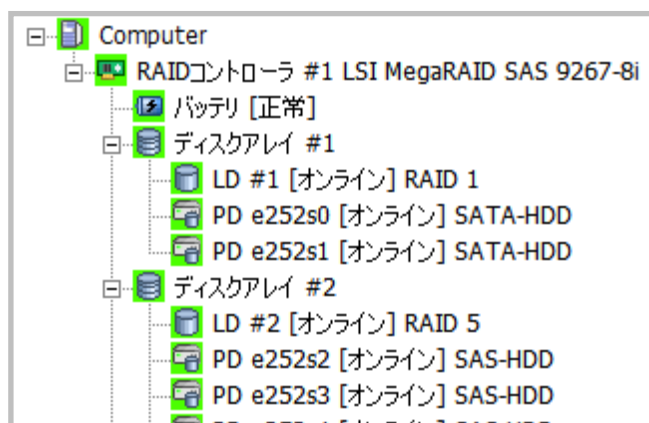 Computer
RAIDコントローラ #1 LSI MegaRAID SAS 9267-8i
バッテリ [正常]
ディスクアレイ #1
LD #1 [オンライン] RAID 1
PD e252s0 [オンライン] SATA-HDD
PD e252s1 [オンライン] SATA-HDD
ディスクアレイ #2
LD #2 [オンライン] RAID 5
PD e252s2 [オンライン] SAS-HDD
PD e252s3 [オンライン] SAS-HDD